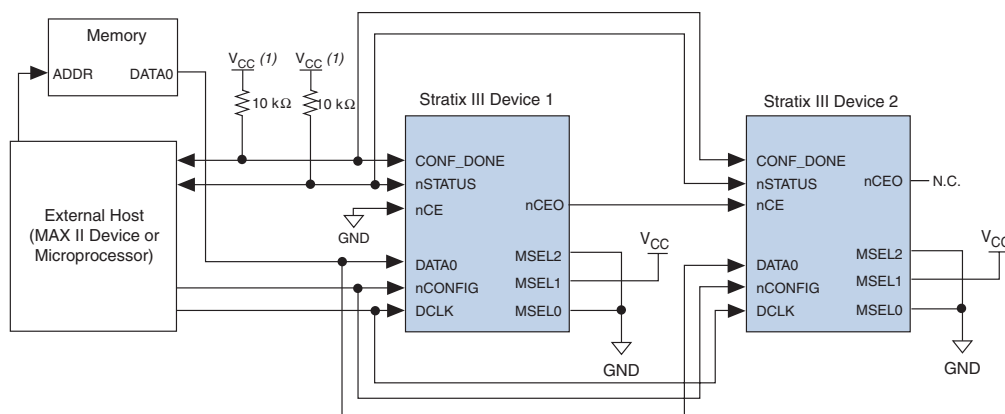 Memory
ADDR
DATA0
VCC (1)
VCC (1)
10 kΩ
10 kΩ
External Host
(MAX II Device or
Microprocessor)
GND
Stratix III Device 1
CONF_DONE
nSTATUS
nCE
nCEO
DATA0
nCONFIG
DCLK
MSEL2
MSEL1
MSEL0
VCC
GND
Stratix III Device 2
CONF_DONE
nSTATUS
nCE
nCEO
N.C.
DATA0
nCONFIG
DCLK
MSEL2
MSEL1
MSEL0
VCC
GND